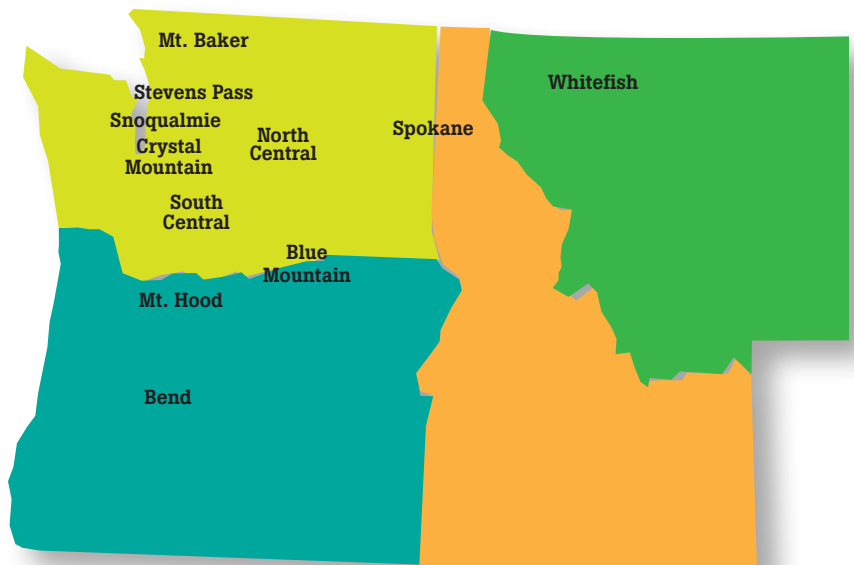 Mt. Baker
Whitefish
Stevens Pass
Snoqualmie
Spokane
North
Central
Crystal
Mountain
South
Central
Blue
Mountain
Mt. Hood
Bend